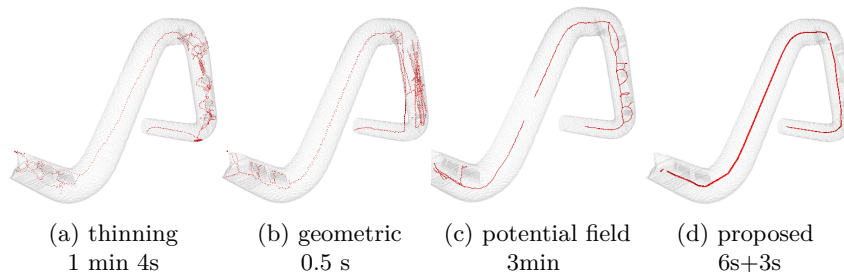 (a) thinning (b) geometric (c) potential field (d) proposed
1 min 4s 0.5 s 3min 6s+3s